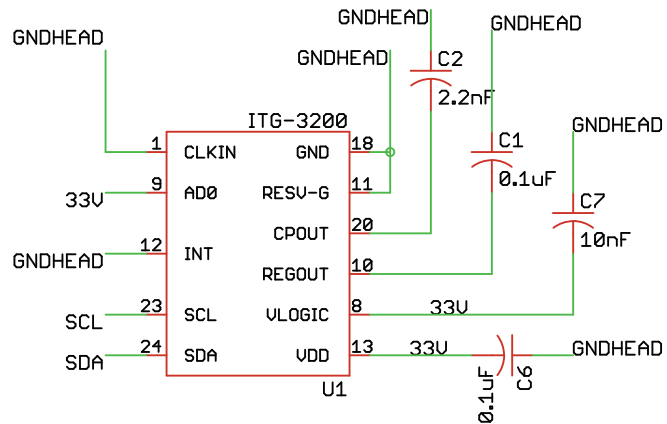 GNDHEAD
GNDHEAD
GNDHEAD
GNDHEAD
C2
2.2nF
ITG-3200
1 CLKIN GND 18
C1
0.1uF
GNDHEAD
33V 9 AD0 RESV-G 11
C7
10nF
CPOUT 20
GNDHEAD 12 INT
REGOUT 10
SCL 23 SCL VLOGIC 8 33V
SDA 24 SDA VDD 13 33V
GNDHEAD
0.1uF
C6
U1